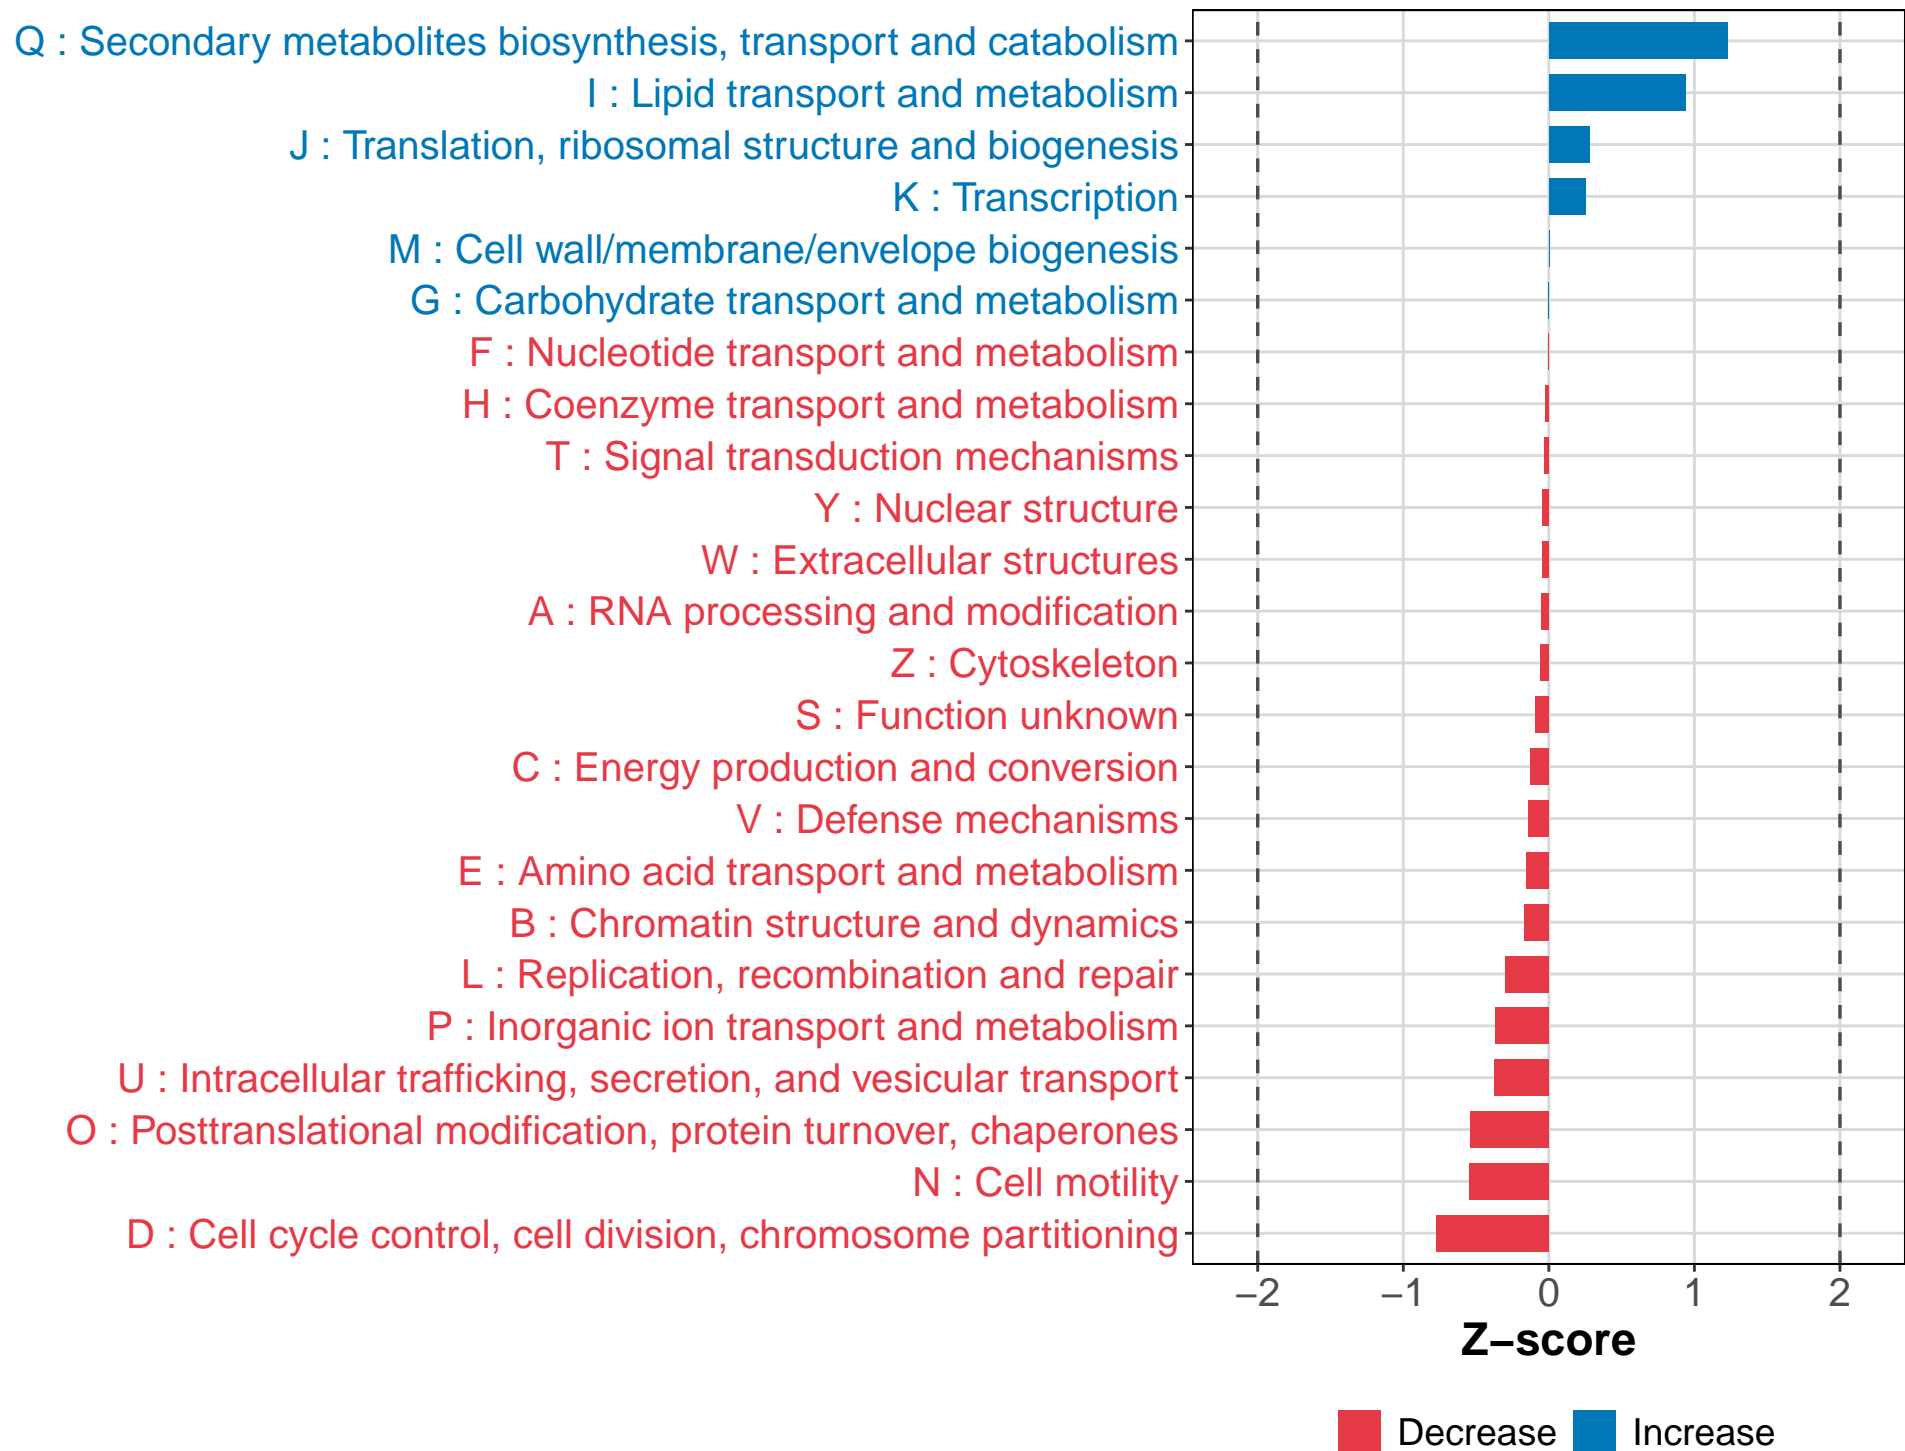 Q : Secondary metabolites biosynthesis, transport and catabolism
I : Lipid transport and metabolism
J : Translation, ribosomal structure and biogenesis
K : Transcription
M : Cell wall/membrane/envelope biogenesis
G : Carbohydrate transport and metabolism
F : Nucleotide transport and metabolism
H : Coenzyme transport and metabolism
T : Signal transduction mechanisms
Y : Nuclear structure
W : Extracellular structures
A : RNA processing and modification
Z : Cytoskeleton
S : Function unknown
C : Energy production and conversion
V : Defense mechanisms
E : Amino acid transport and metabolism
B : Chromatin structure and dynamics
L : Replication, recombination and repair
P : Inorganic ion transport and metabolism
U : Intracellular trafficking, secretion, and vesicular transport
O : Posttranslational modification, protein turnover, chaperones
N : Cell motility
D : Cell cycle control, cell division, chromosome partitioning
−2 −1 0 1 2
Z−score
Decrease Increase